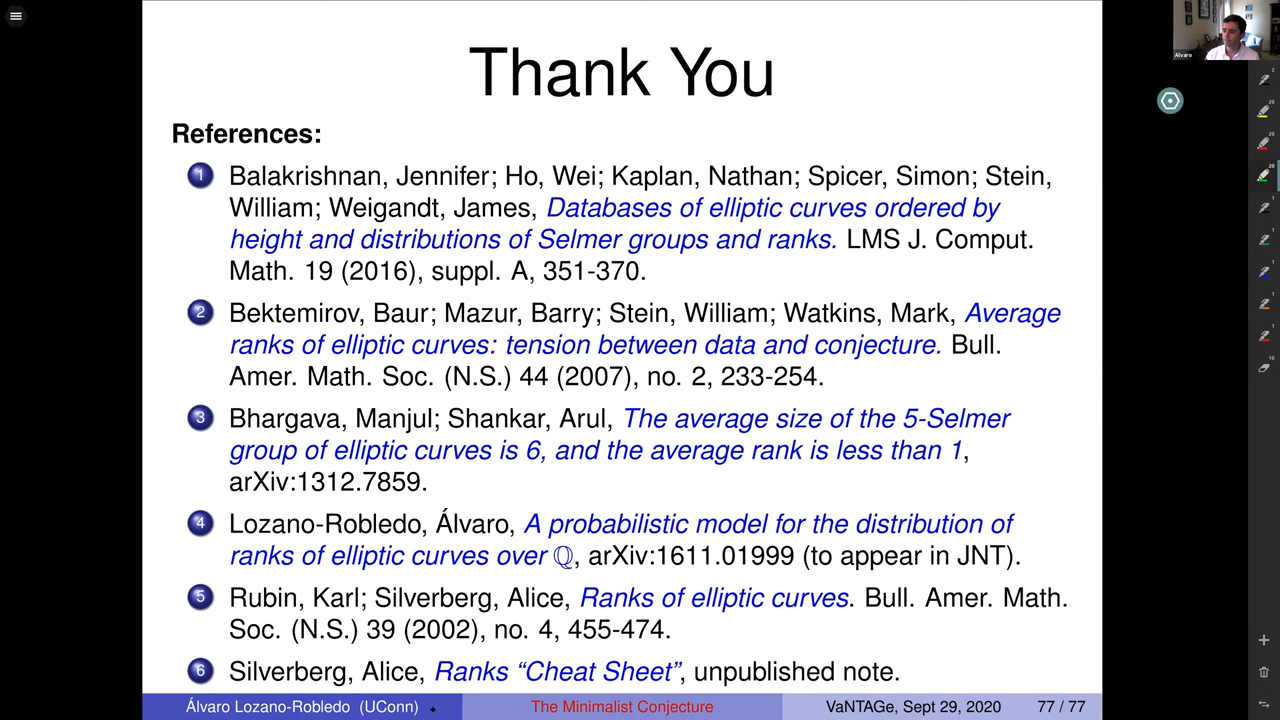 Thank You
Alvaro
References:
1 Balakrishnan, Jennifer; Ho, Wei; Kaplan, Nathan; Spicer, Simon; Stein,
William; Weigandt, James, Databases of elliptic curves ordered by
height and distributions of Selmer groups and ranks. LMS J. Comput.
Math. 19 (2016), suppl. A, 351-370.
2 Bektemirov, Baur; Mazur, Barry; Stein, William; Watkins, Mark, Average
ranks of elliptic curves: tension between data and conjecture. Bull.
Amer. Math. Soc. (N.S.) 44 (2007), no. 2, 233-254.
3 Bhargava, Manjul; Shankar, Arul, The average size of the 5-Selmer
group of elliptic curves is 6, and the average rank is less than 1,
arXiv:1312.7859.
4 Lozano-Robledo, Álvaro, A probabilistic model for the distribution of
ranks of elliptic curves over ℚ, arXiv:1611.01999 (to appear in JNT).
5 Rubin, Karl; Silverberg, Alice, Ranks of elliptic curves. Bull. Amer. Math.
Soc. (N.S.) 39 (2002), no. 4, 455-474.
6 Silverberg, Alice, Ranks “Cheat Sheet”, unpublished note.
Álvaro Lozano-Robledo (UConn) The Minimalist Conjecture VaNTAGe, Sept 29, 2020 77 / 77